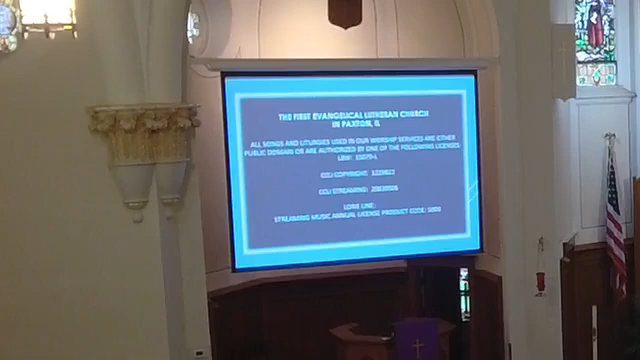 THE FIRST EVANGELICAL LUTHERAN CHURCH
IN PAXTON, IL
ALL SONGS AND LITURGIES USED IN OUR WORSHIP SERVICES ARE EITHER
PUBLIC DOMAIN OR ARE AUTHORIZED BY ONE OF THE FOLLOWING LICENSES
CCLI COPYRIGHT:
CCLI STREAMING:
LINE:
STREAMING MUSIC ANNUAL LICENSE PRODUCT CODE: